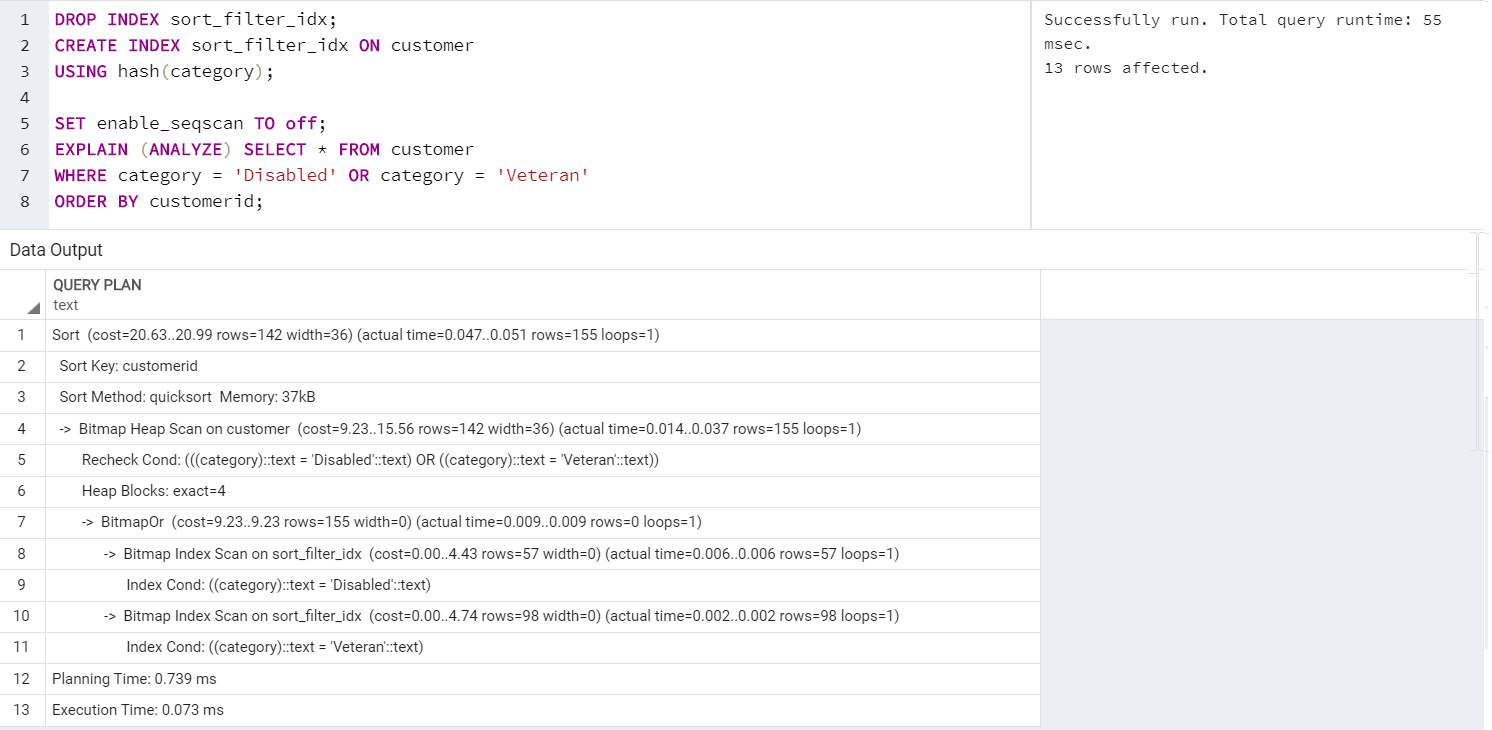 1 DROP INDEX sort_filter_idx;
2 CREATE INDEX sort_filter_idx ON customer
3 USING hash(category);
4
5 SET enable_seqscan TO off;
6 EXPLAIN (ANALYZE) SELECT * FROM customer
7 WHERE category = 'Disabled' OR category = 'Veteran'
8 ORDER BY customerid;
Successfully run. Total query runtime: 55
msec.
13 rows affected.
Data Output
QUERY PLAN
text
1 Sort (cost=20.63..20.99 rows=142 width=36) (actual time=0.047..0.051 rows=155 loops=1)
2 Sort Key: customerid
3 Sort Method: quicksort Memory: 37kB
4 -> Bitmap Heap Scan on customer (cost=9.23..15.56 rows=142 width=36) (actual time=0.014..0.037 rows=155 loops=1)
5 Recheck Cond: (((category)::text = 'Disabled'::text) OR ((category)::text = 'Veteran'::text))
6 Heap Blocks: exact=4
7 -> BitmapOr (cost=9.23..9.23 rows=155 width=0) (actual time=0.009..0.009 rows=0 loops=1)
8 -> Bitmap Index Scan on sort_filter_idx (cost=0.00..4.43 rows=57 width=0) (actual time=0.006..0.006 rows=57 loops=1)
9 Index Cond: ((category)::text = 'Disabled'::text)
10 -> Bitmap Index Scan on sort_filter_idx (cost=0.00..4.74 rows=98 width=0) (actual time=0.002..0.002 rows=98 loops=1)
11 Index Cond: ((category)::text = 'Veteran'::text)
12 Planning Time: 0.739 ms
13 Execution Time: 0.073 ms